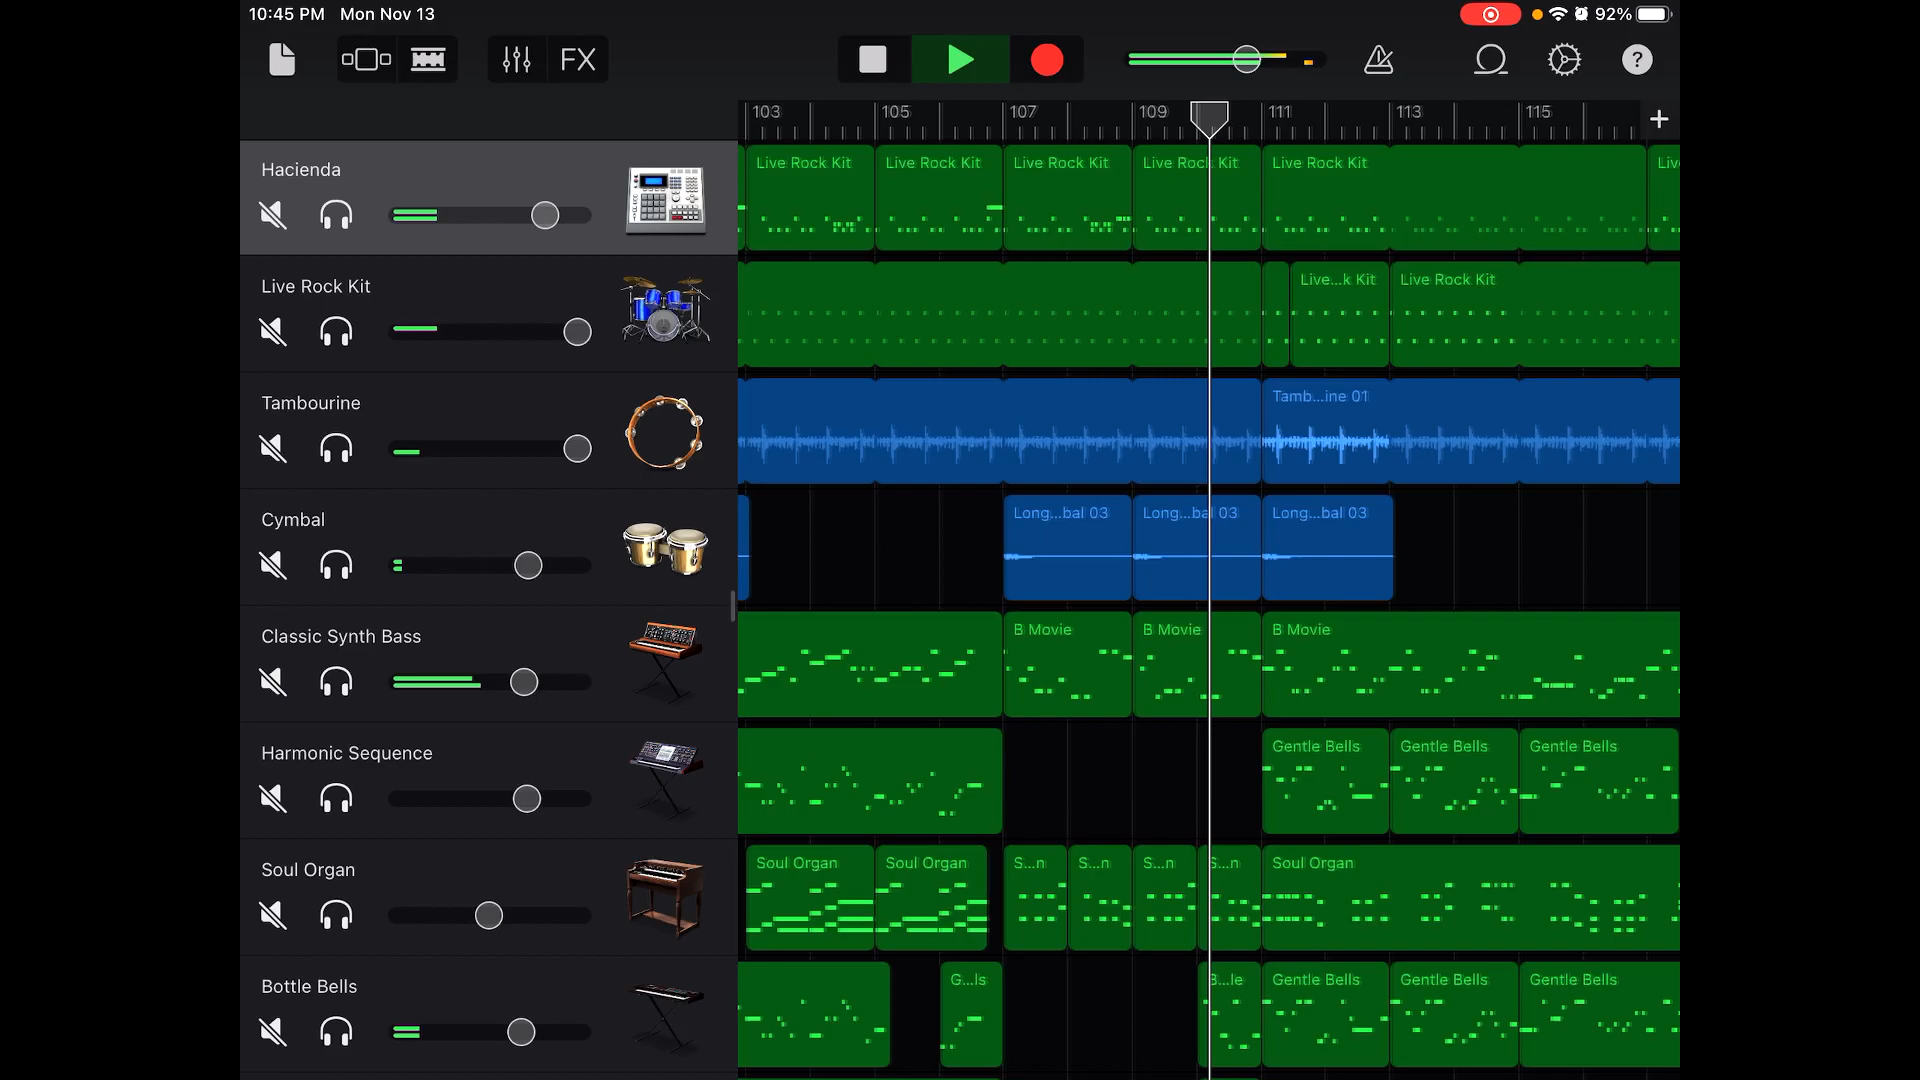 10:45 PM Mon Nov 13
92%
FX
?
103 105 107 109 111 113 115 +
Hacienda
Live Rock Kit Live Rock Kit Live Rock Kit Live Rock Kit Live Rock Kit Liv
Live Rock Kit
Live...k Kit Live Rock Kit
Tambourine
Tamb...ine 01
Cymbal
Long...bal 03 Long...bal 03 Long...bal 03
Classic Synth Bass
B Movie B Movie B Movie
Harmonic Sequence
Gentle Bells Gentle Bells Gentle Bells
Soul Organ
Soul Organ Soul Organ S...n S...n S...n S...n Soul Organ
Bottle Bells
G...ls B...le Gentle Bells Gentle Bells Gentle Bells